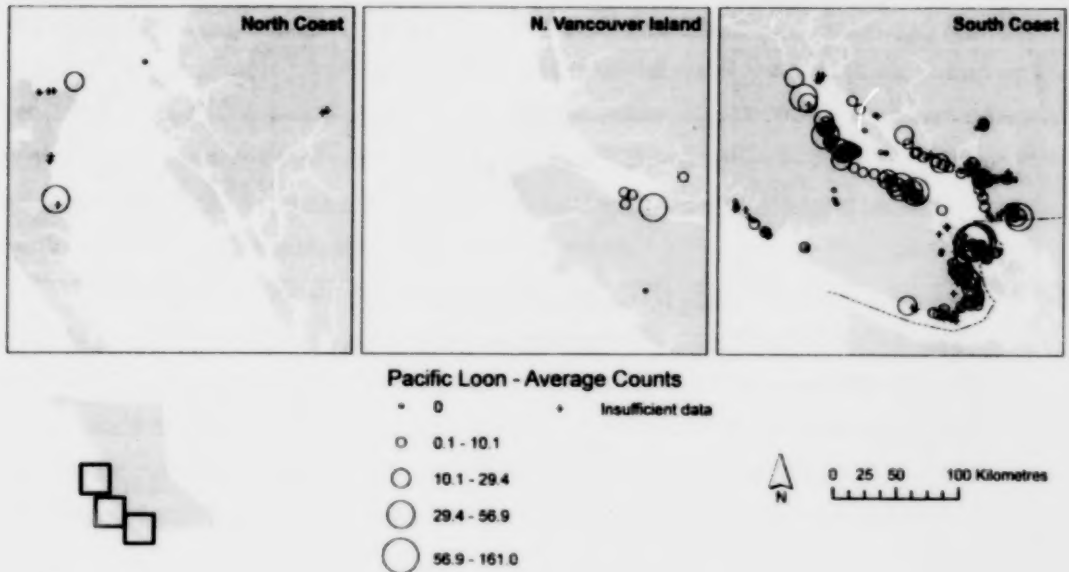 North Coast
N. Vancouver Island
South Coast
Pacific Loon - Average Counts
0
Insufficient data
0.1 - 10.1
10.1 - 29.4
29.4 - 56.9
56.9 - 161.0
N
0 25 50 100 Kilometres